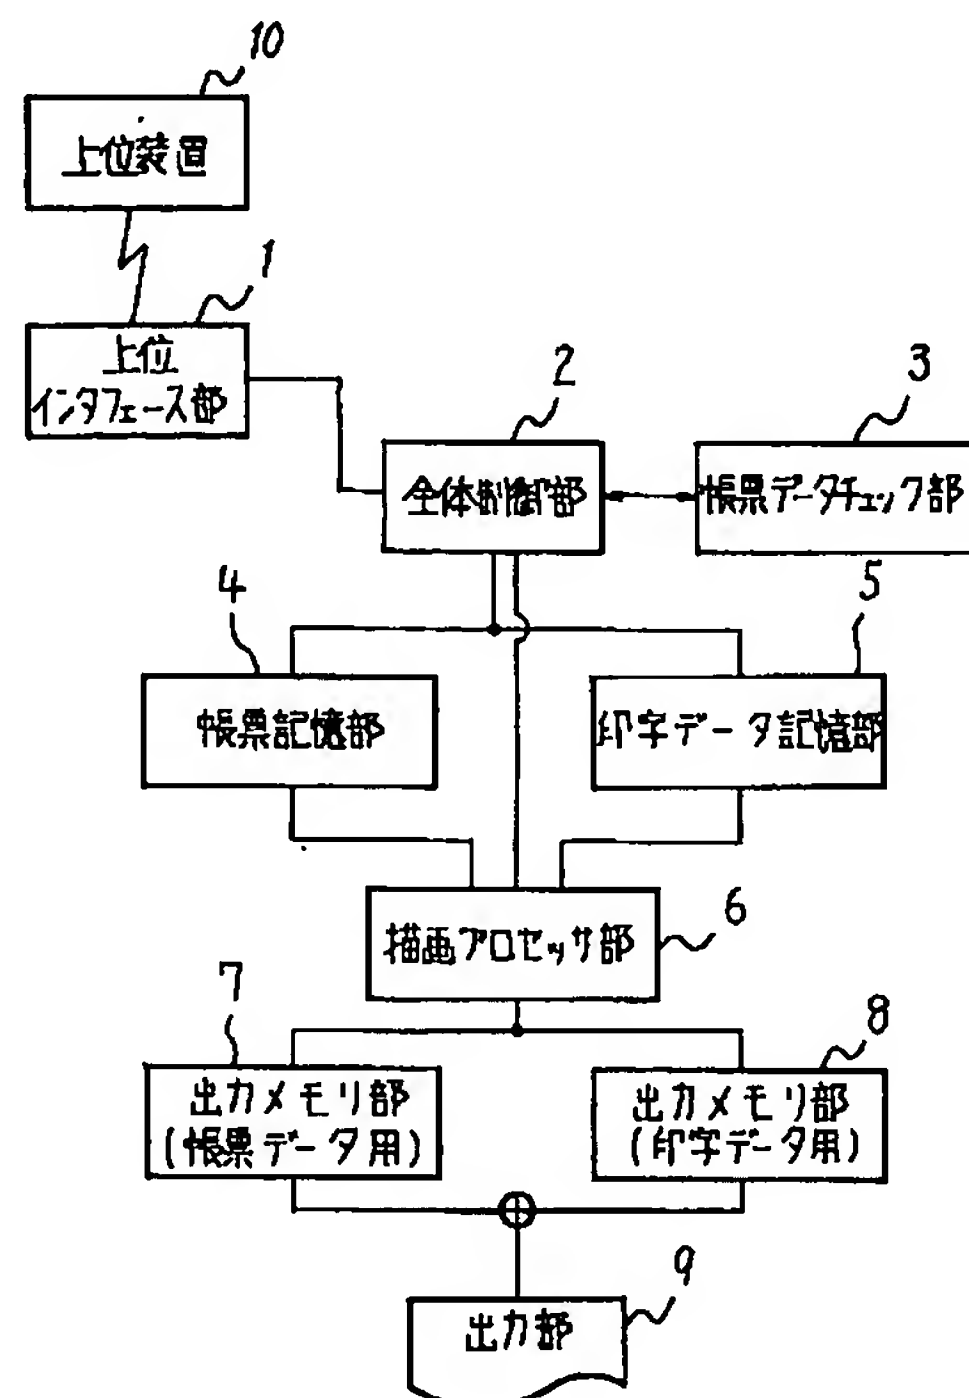 10
上位装置
1
上位
インタフェース部
2
3
全体制御部
帳票データチェック部
4
5
帳票記憶部
印字データ記憶部
6
描画プロセッサ部
7
8
出力メモリ部
(帳票データ用)
出力メモリ部
(印字データ用)
9
出力部